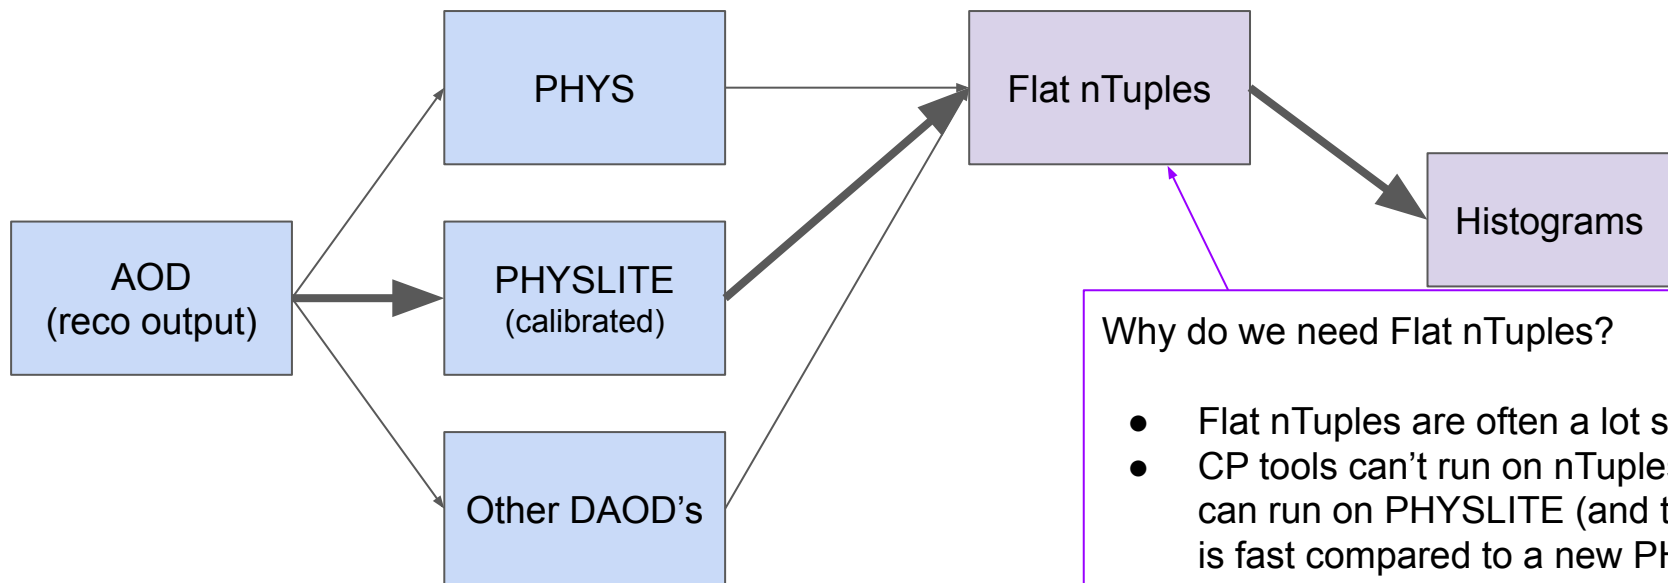 PHYS
Flat nTuples
AOD
(reco output)
PHYSLITE
(calibrated)
Histograms
Other DAOD's
Why do we need Flat nTuples?
● Flat nTuples are often a lot
● CP tools can’t run on
can run on PHYSLITE (and
is fast compared to a new